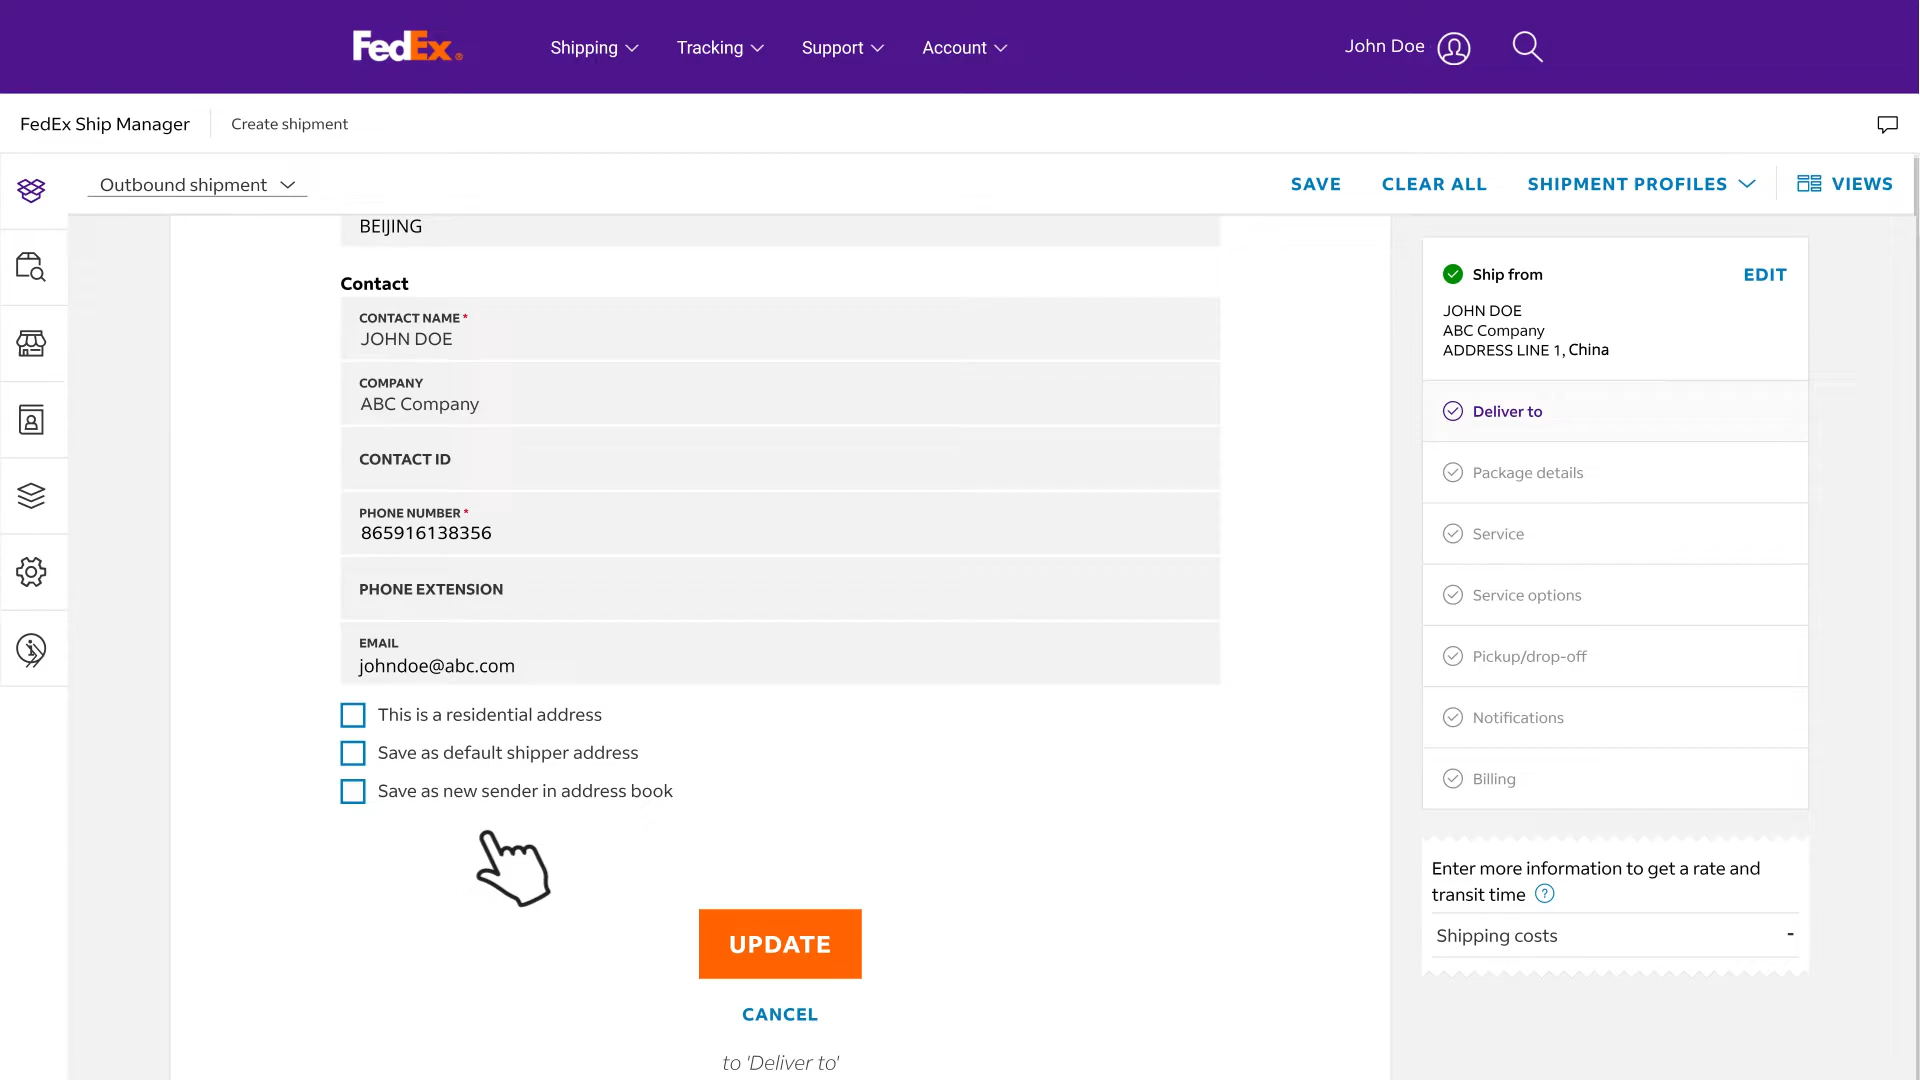 FedEx®
Shipping
Tracking
Support
Account
John Doe
FedEx Ship Manager
Create shipment
Outbound shipment
SAVE
CLEAR ALL
SHIPMENT PROFILES
VIEWS
BEIJING
Contact
CONTACT NAME*
JOHN DOE
COMPANY
ABC Company
CONTACT ID
PHONE NUMBER*
865916138356
PHONE EXTENSION
EMAIL
johndoe@abc.com
This is a residential address
Save as default shipper address
Save as new sender in address book
UPDATE
CANCEL
to 'Deliver to'
Ship from
EDIT
JOHN DOE
ABC Company
ADDRESS LINE 1, China
Deliver to
Package details
Service
Service options
Pickup/drop-off
Notifications
Billing
Enter more information to get a rate and
transit time ?
Shipping costs -